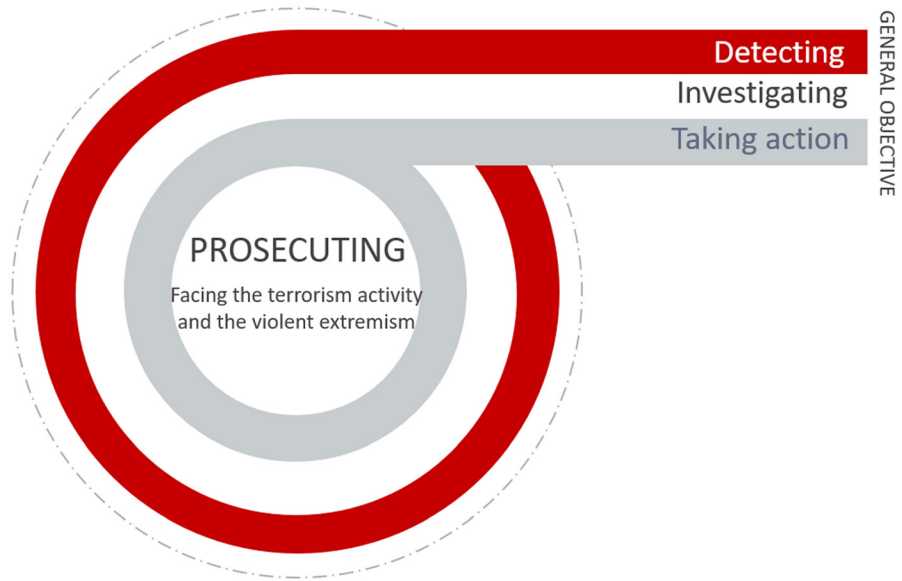 Detecting
Investigating
Taking action
GENERAL OBJECTIVE
PROSECUTING
Facing the terrorism activity
and the violent extremism